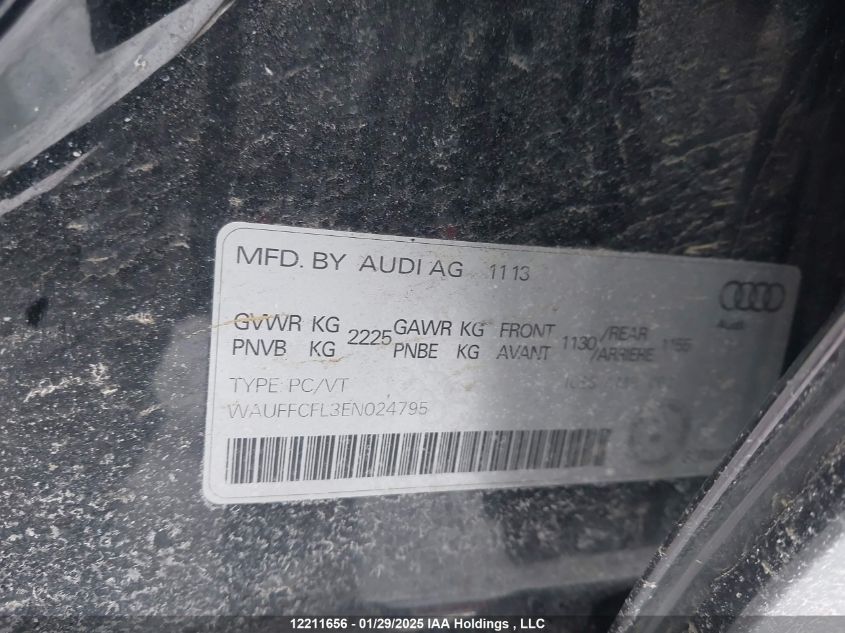 MFD. BY AUDI AG 11 13
Audi
GVWR KG 2225 GAWR KG FRONT 1130 /REAR 1155
PNVB KG PNBE KG AVANT /ARRIERE
TYPE: PC/VT
WAUFFCFL3EN024795
12211656 - 01/29/2025 IAA Holdings , LLC